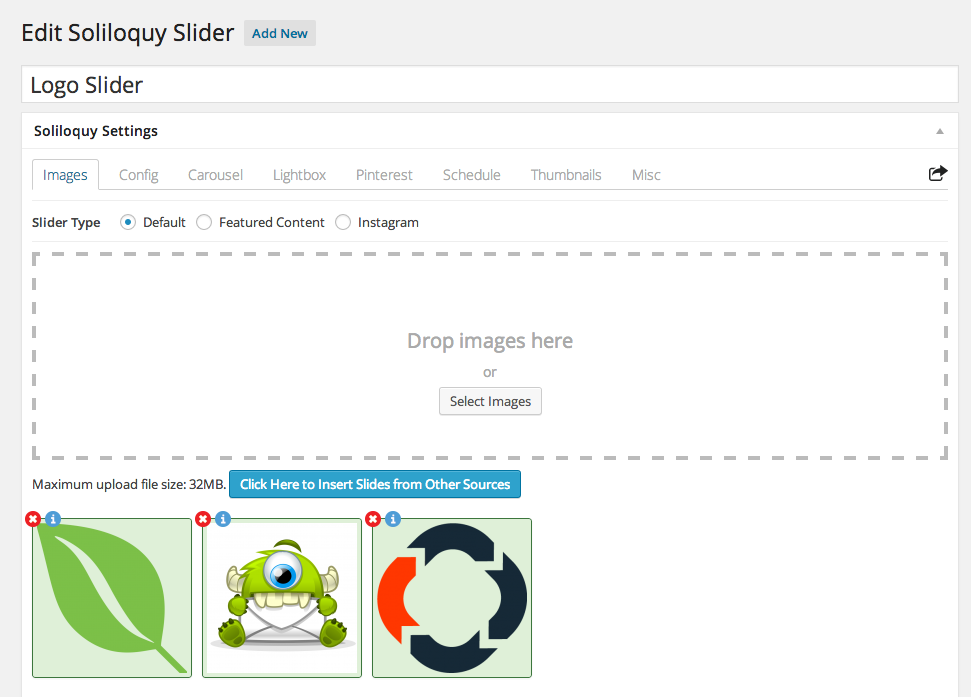 Edit Soliloquy Slider Add New
Logo Slider
Soliloquy Settings
Images Config Carousel Lightbox Pinterest Schedule Thumbnails Misc
Slider Type Default Featured Content Instagram
Drop images here
or
Select Images
Maximum upload file size: 32MB. Click Here to Insert Slides from Other Sources